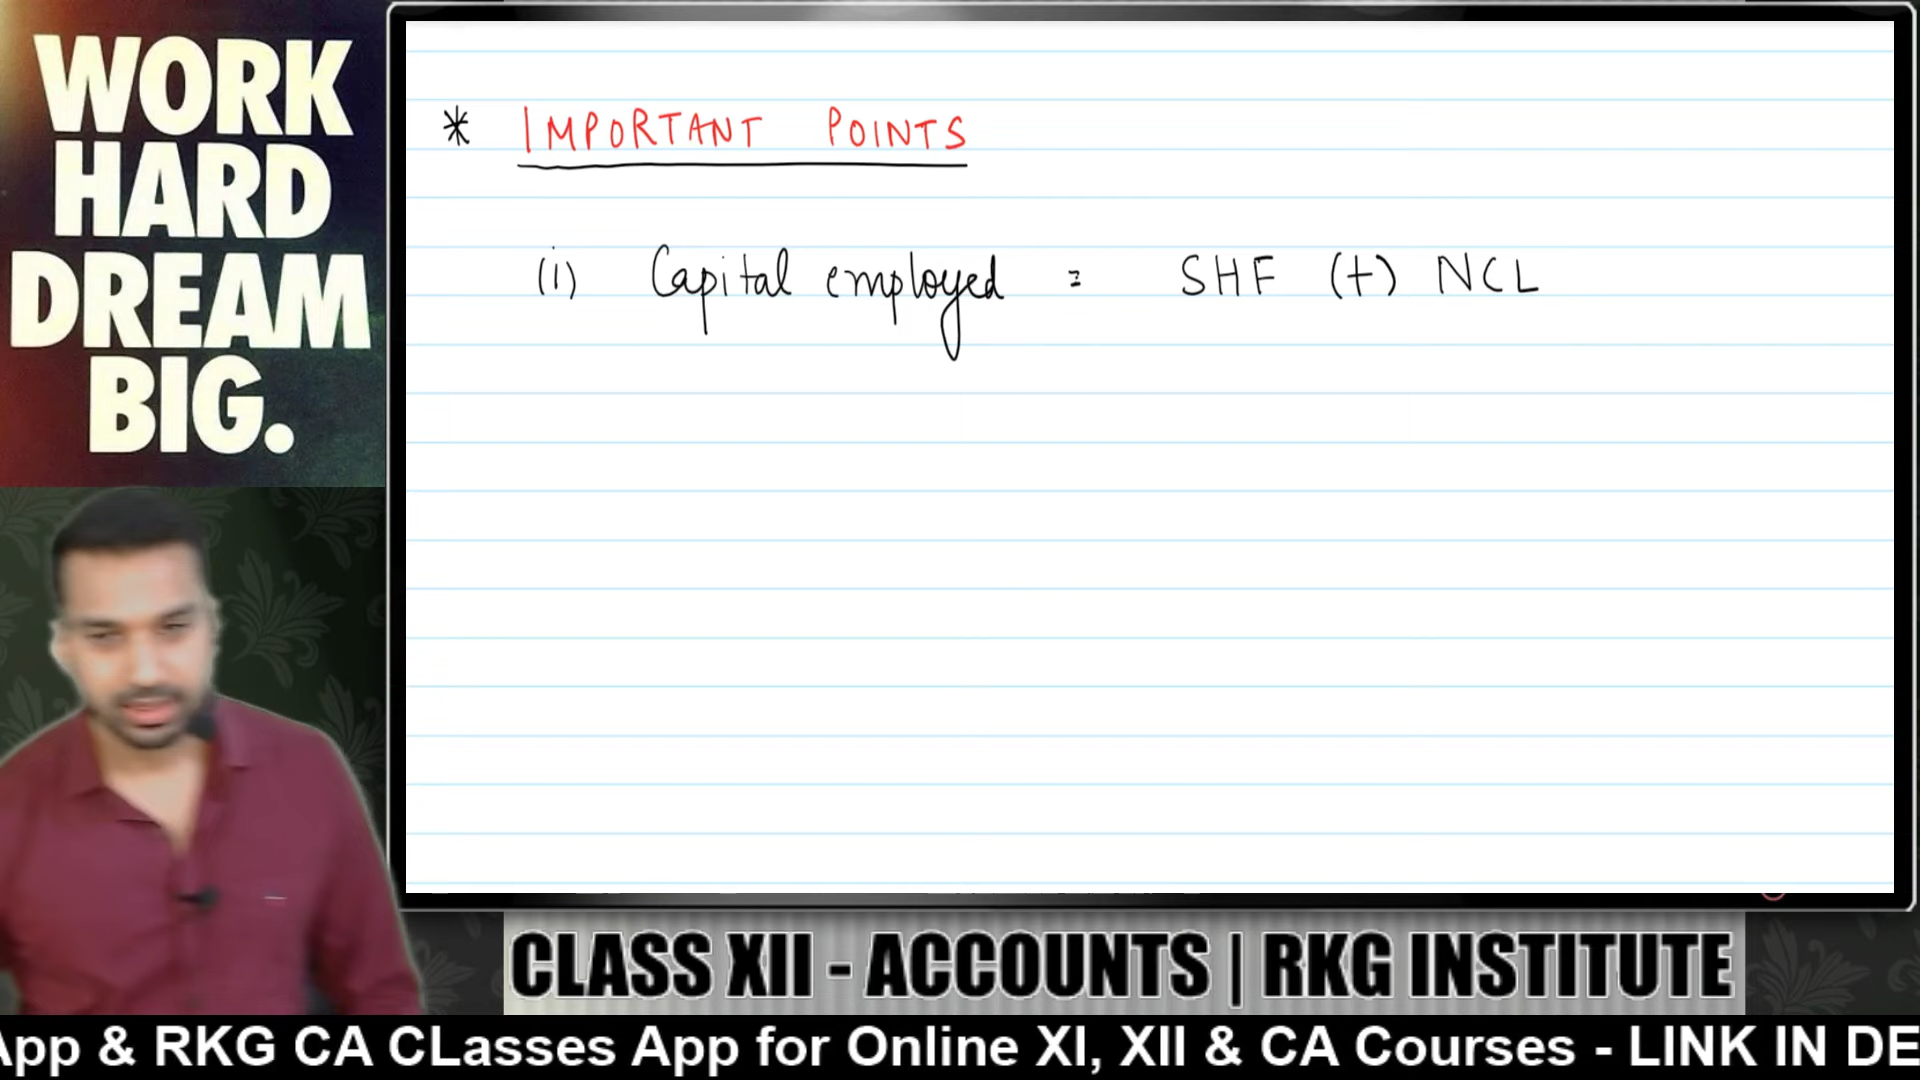 WORK
HARD
DREAM
BIG.
* IMPORTANT POINTS
(i) Capital employed = SHF (+) NCL
CLASS XII - ACCOUNTS | RKG INSTITUTE
App & RKG CA CLasses App for Online XI, XII & CA Courses - LINK IN DE